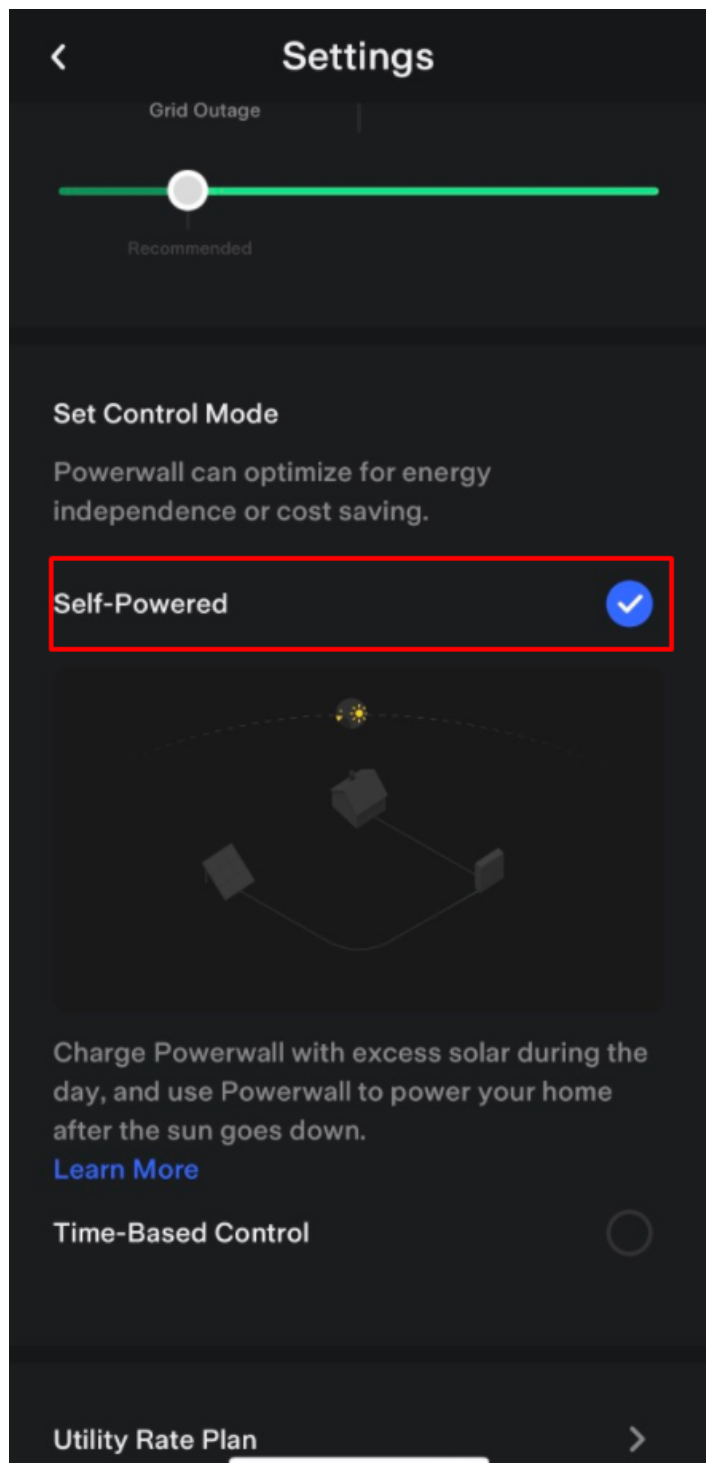 Settings
Grid Outage
Recommended
Set Control Mode
Powerwall can optimize for energy
independence or cost saving.
Self-Powered
Charge Powerwall with excess solar during the
day, and use Powerwall to power your home
after the sun goes down.
Learn More
Time-Based Control
Utility Rate Plan